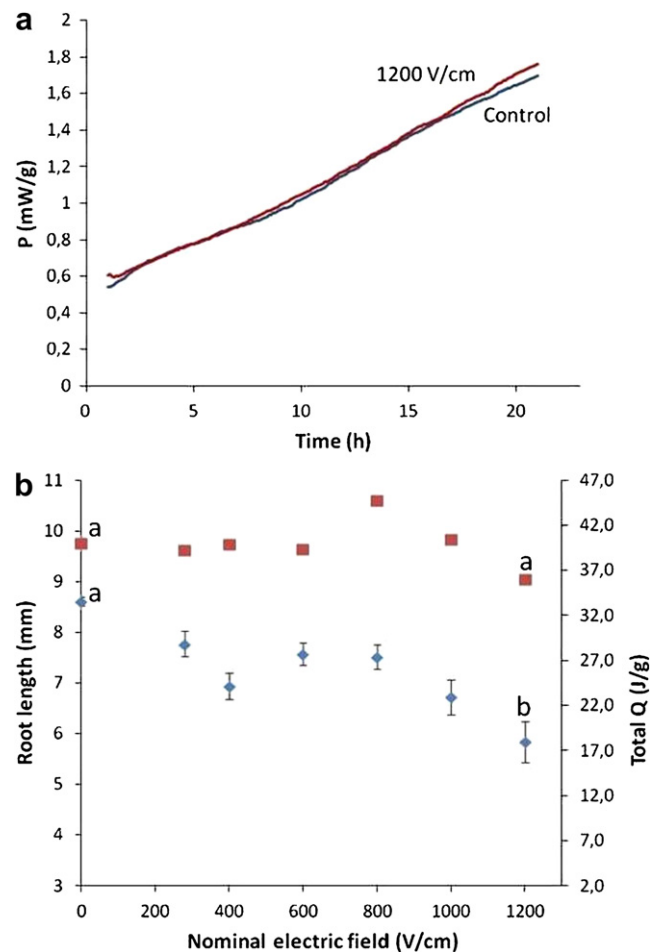 a
2
1,8
1,6
1,4
1,2
1
0,8
0,6
0,4
0,2
0
P (mW/g)
1200 V/cm
Control
0 5 10 15 20
Time (h)
b
11
10
9
8
7
6
5
4
3
Root length (mm)
a
a
a
b
47,0
42,0
37,0
32,0
27,0
22,0
17,0
12,0
7,0
2,0
Total Q (J/g)
0 200 400 600 800 1000 1200
Nominal electric field (V/cm)